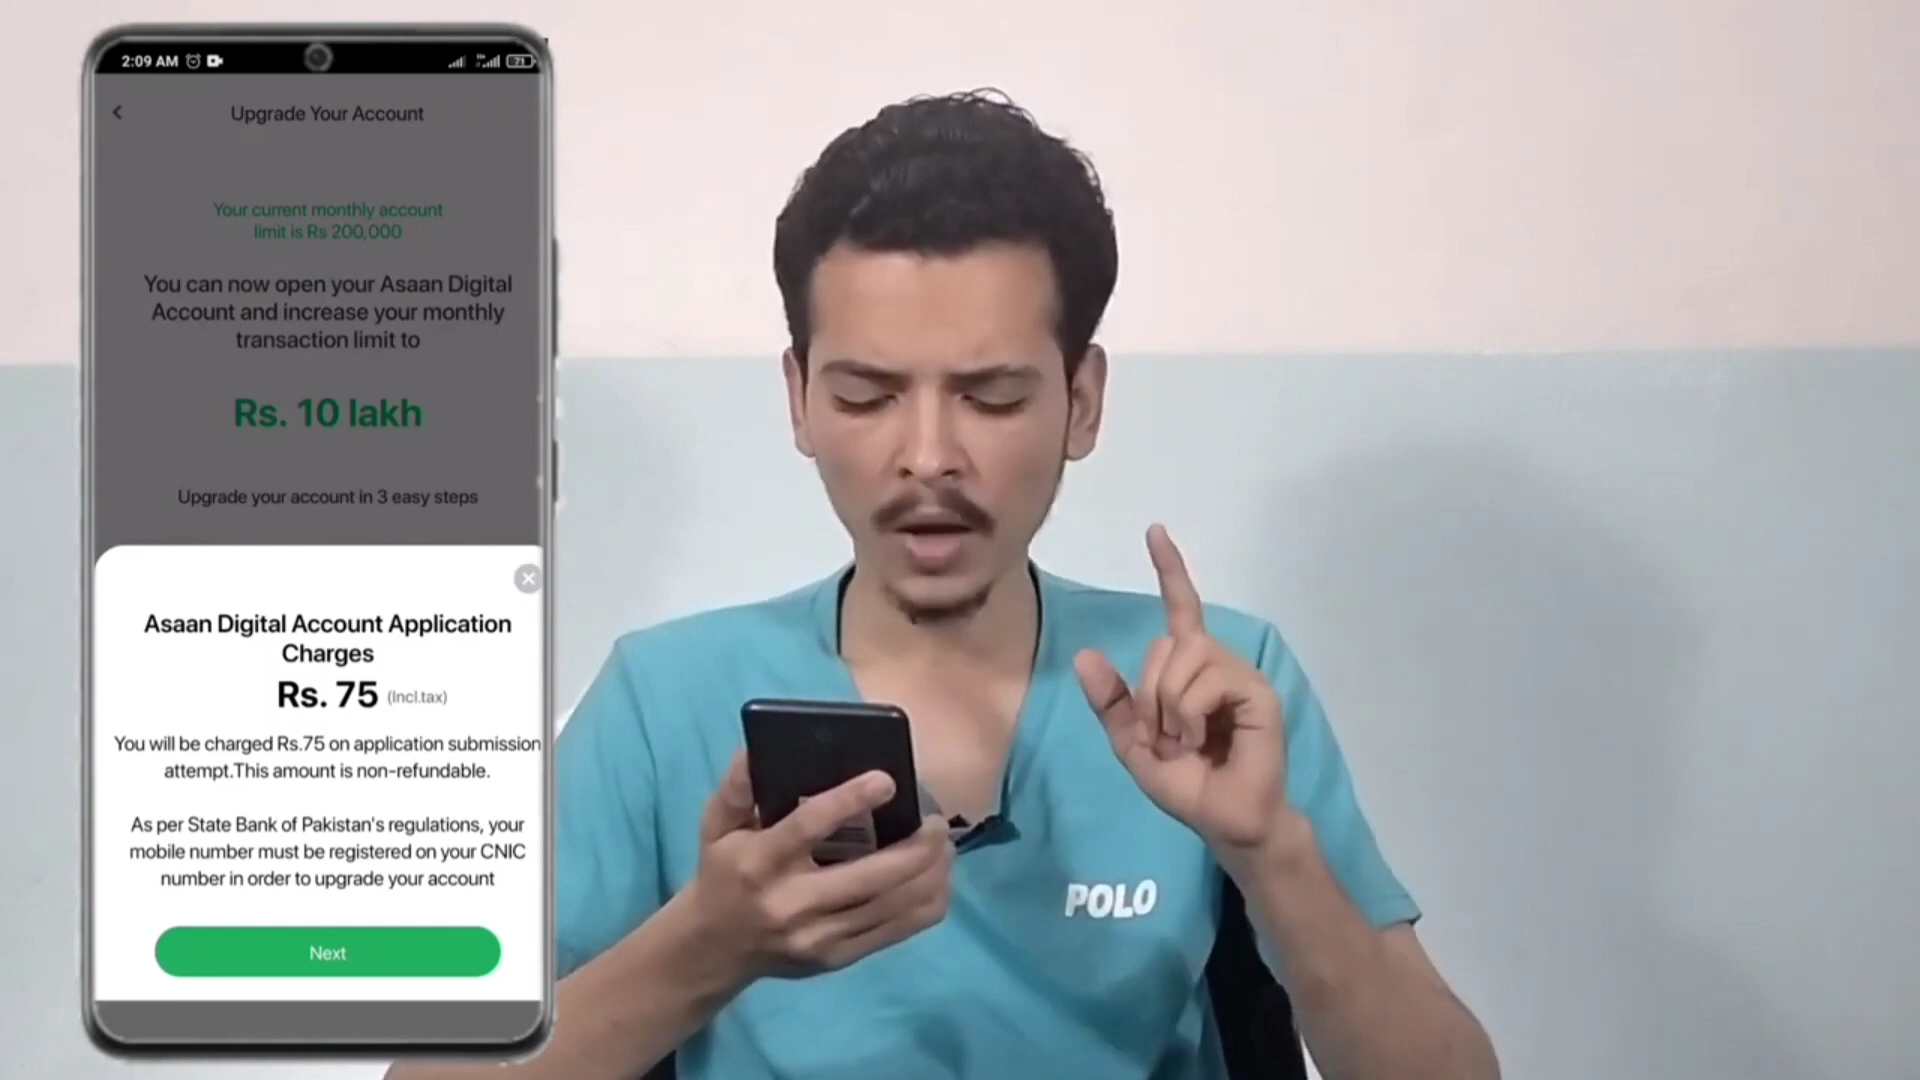 2:09 AM
71
Upgrade Your Account
Your current monthly account
limit is Rs 200,000
You can now open your Asaan Digital
Account and increase your monthly
transaction limit to
Rs. 10 lakh
Upgrade your account in 3 easy steps
Asaan Digital Account Application
Charges
Rs. 75 (Incl.tax)
You will be charged Rs.75 on application submission
attempt.This amount is non-refundable.
As per State Bank of Pakistan's regulations, your
mobile number must be registered on your CNIC
number in order to upgrade your account
Next
POLO